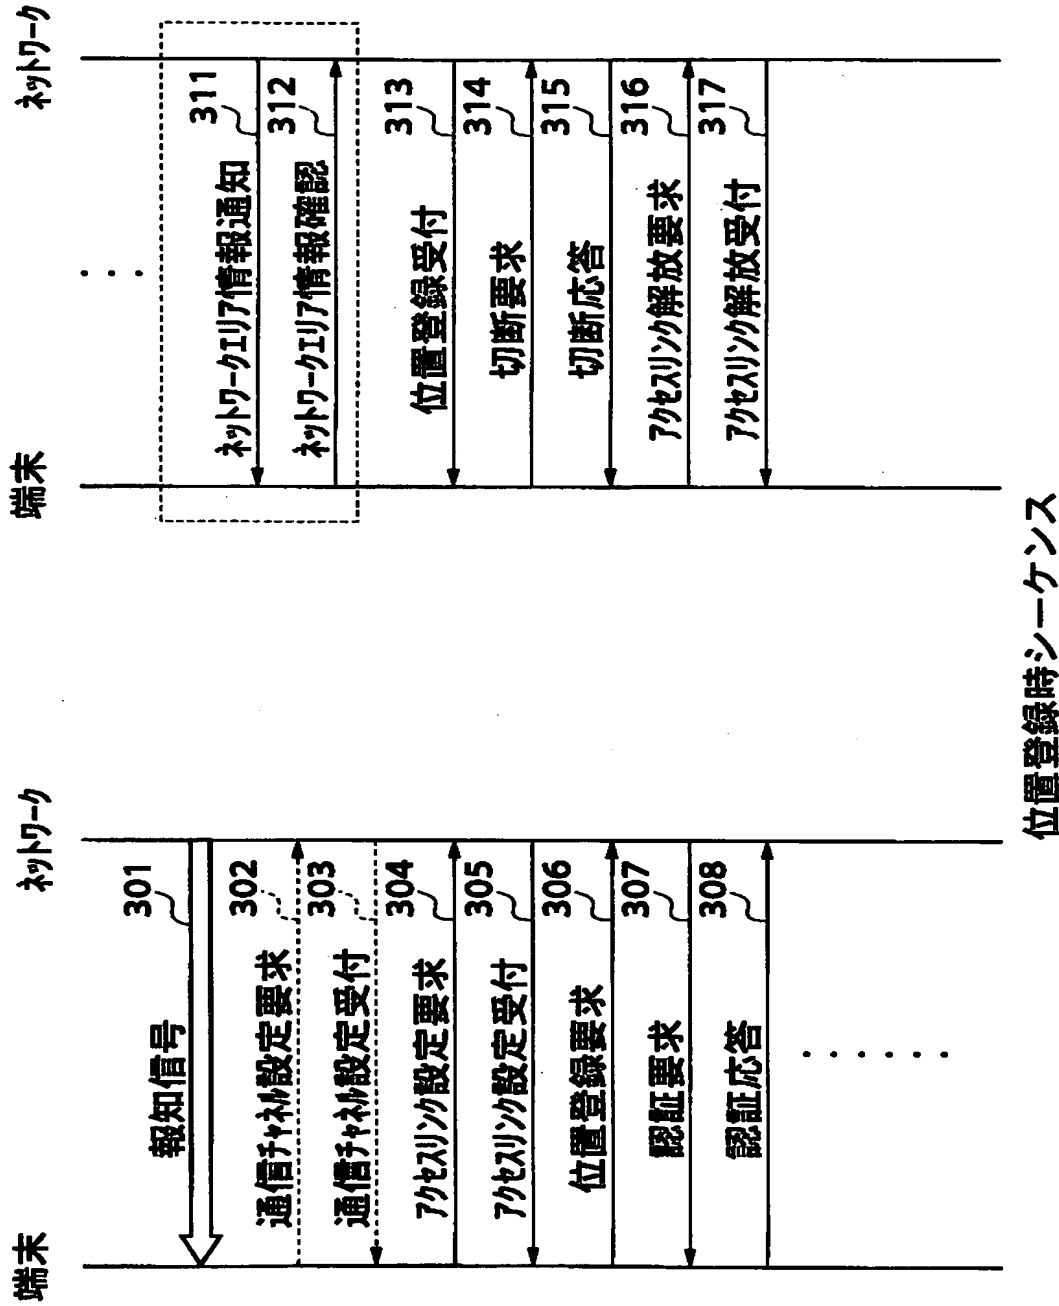 端末
ネットワーク
報知信号
301
通信チャネル設定要求
302
通信チャネル設定受付
303
アクセスリンク設定要求
304
アクセスリンク設定受付
305
位置登録要求
306
認証要求
307
認証応答
308
端末
ネットワーク
ネットワークエリア情報通知
311
ネットワークエリア情報確認
312
位置登録受付
313
切断要求
314
切断応答
315
アクセスリンク解放要求
316
アクセスリンク解放受付
317
位置登録時シーケンス